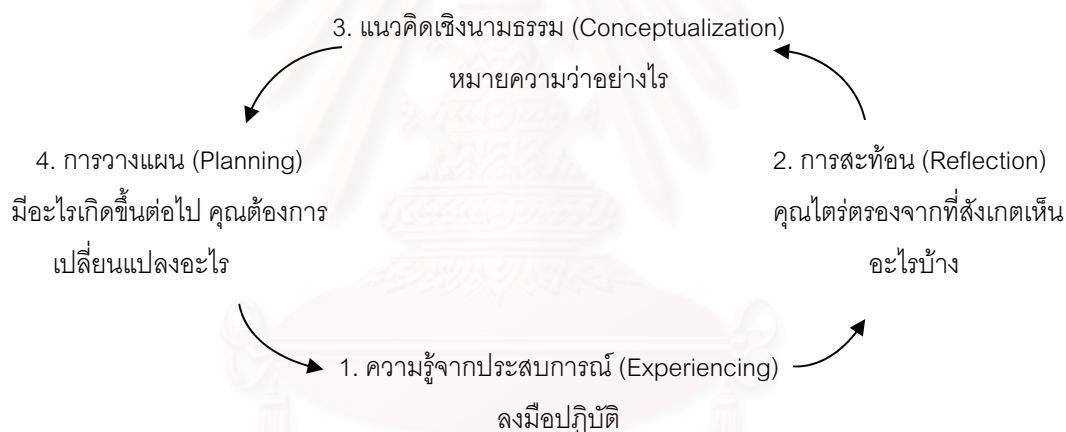 3. แนวคิดเชิงนามธรรม (Conceptualization)
หมายความว่าอย่างไร
4. การวางแผน (Planning)
มีอะไรเกิดขึ้นต่อไป คุณต้องการ
เปลี่ยนแปลงอะไร
2. การสะท้อน (Reflection)
คุณไตร่ตรองจากที่สังเกตเห็น
อะไรบ้าง
1. ความรู้จากประสบการณ์ (Experiencing)
ลงมือปฏิบัติ